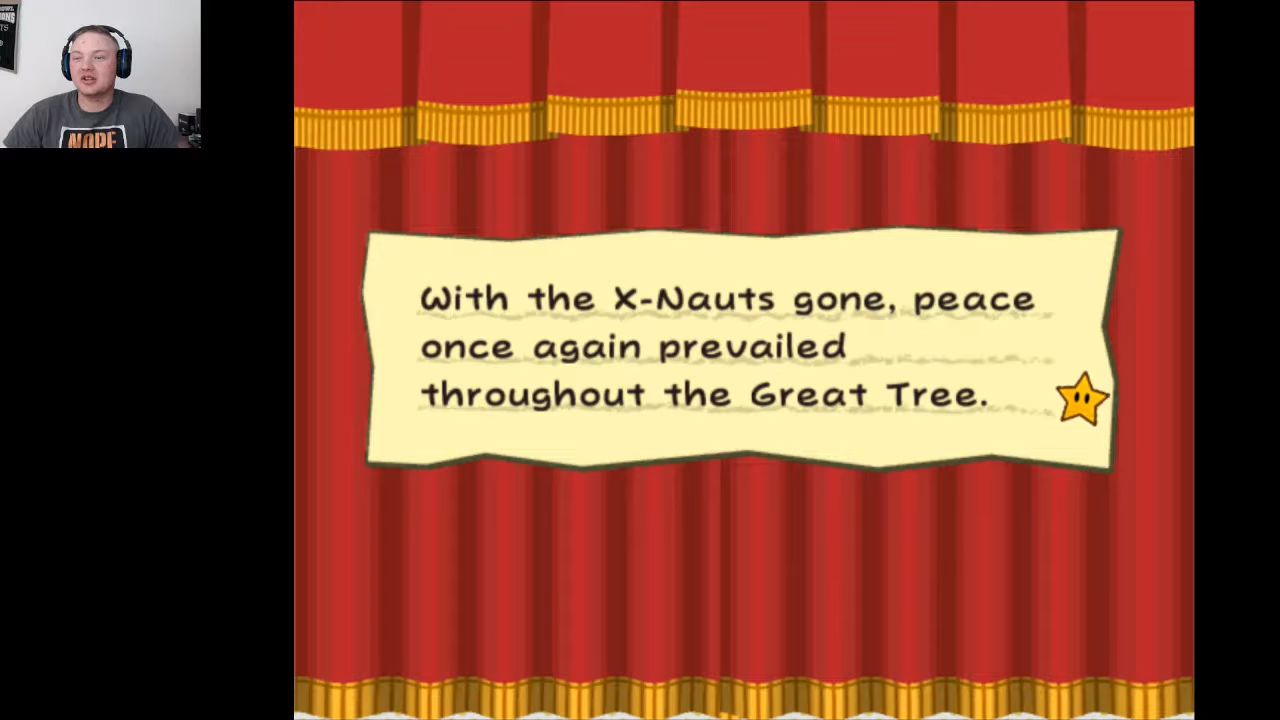 NOPE
With the X-Nauts gone, peace
once again prevailed
throughout the Great Tree.